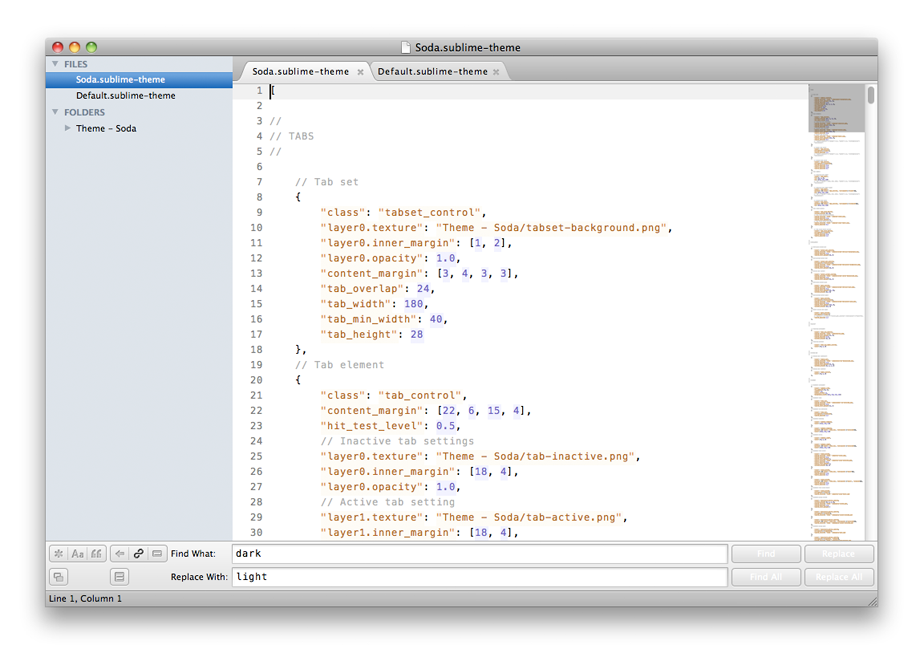 Soda.sublime-theme
FILES
Soda.sublime-theme
Default.sublime-theme
FOLDERS
Theme - Soda
Soda.sublime-theme × Default.sublime-theme ×
1 [
2
3 //
4 // TABS
5 //
6
7 // Tab set
8 {
9 "class": "tabset_control",
10 "layer0.texture": "Theme - Soda/tabset-background.png",
11 "layer0.inner_margin": [1, 2],
12 "layer0.opacity": 1.0,
13 "content_margin": [3, 4, 3, 3],
14 "tab_overlap": 24,
15 "tab_width": 180,
16 "tab_min_width": 40,
17 "tab_height": 28
18 },
19 // Tab element
20 {
21 "class": "tab_control",
22 "content_margin": [22, 6, 15, 4],
23 "hit_test_level": 0.5,
24 // Inactive tab settings
25 "layer0.texture": "Theme - Soda/tab-inactive.png",
26 "layer0.inner_margin": [18, 4],
27 "layer0.opacity": 1.0,
28 // Active tab setting
29 "layer1.texture": "Theme - Soda/tab-active.png",
30 "layer1.inner_margin": [18, 4],
Aa Find What: dark Find Replace
Replace With: light Find All Replace All
Line 1, Column 1